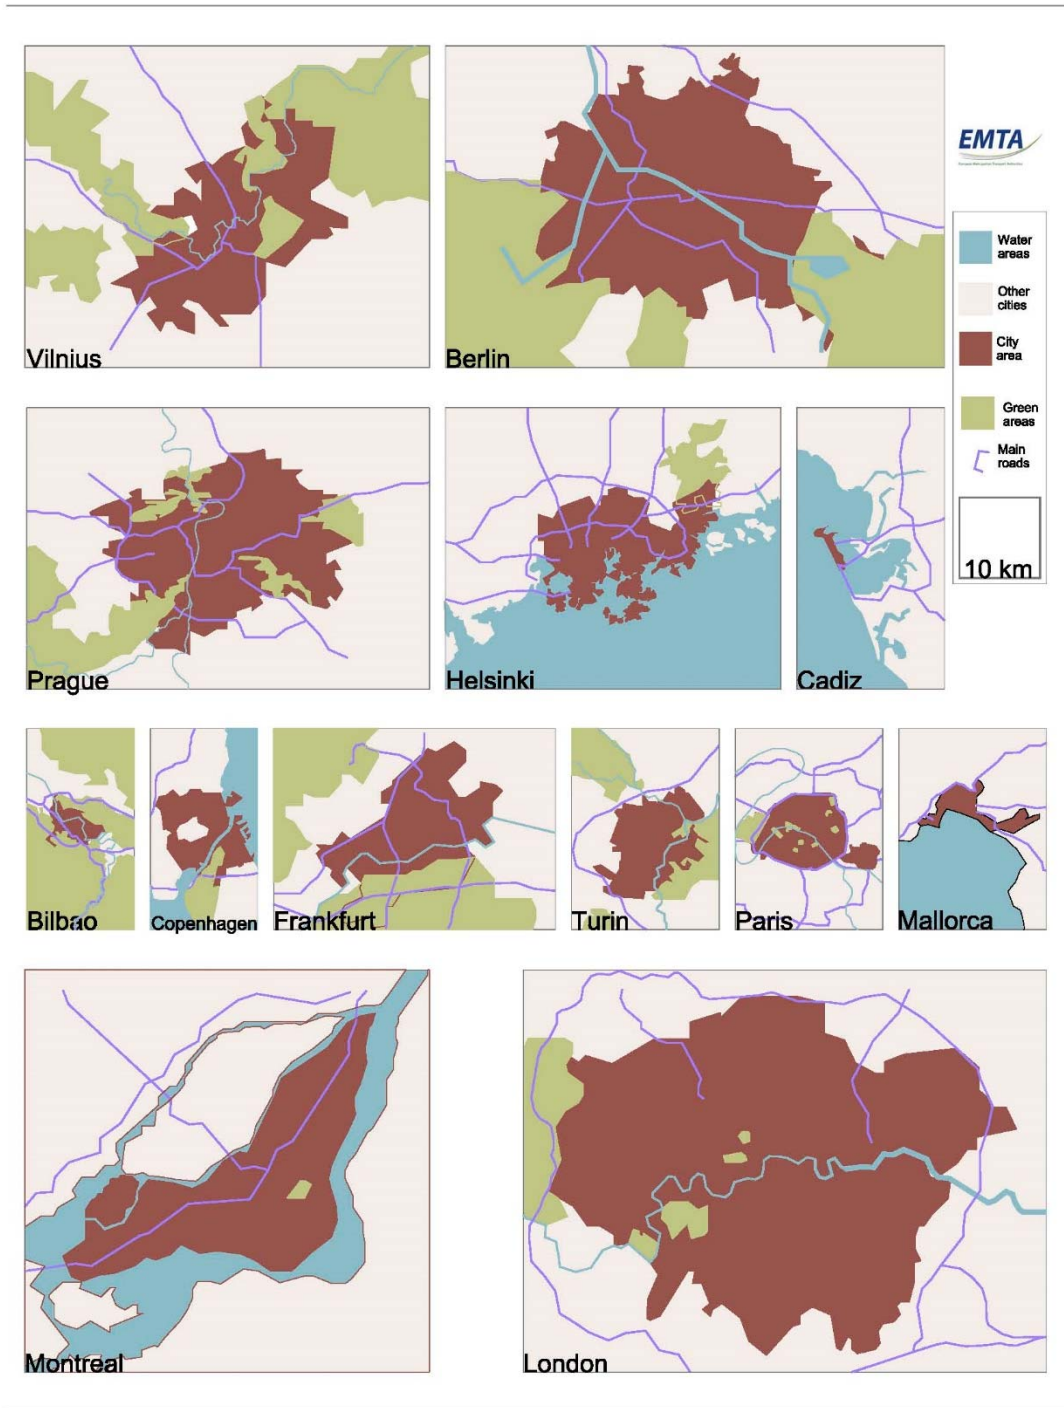 Vilnius
Berlin
EMTA
Water
areas
Other
cities
City
area
Green
areas
Main
roads
10 km
Prague
Helsinki
Cadiz
Bilbao
Copenhagen
Frankfurt
Turin
Paris
Mallorca
Montreal
London